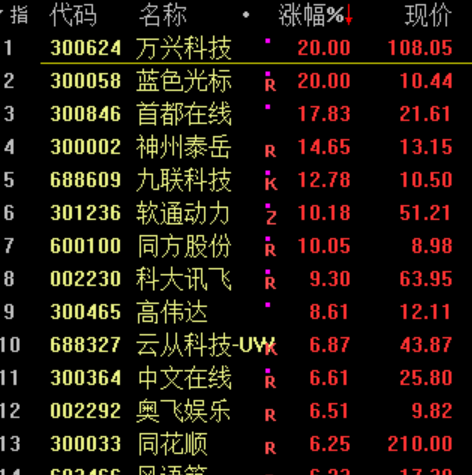 指 代码 名称 • 涨幅%↓ 现价
1 300624 万兴科技 20.00 108.05
2 300058 蓝色光标 R 20.00 10.44
3 300846 首都在线 17.83 21.61
4 300002 神州泰岳 R 14.65 13.15
5 688609 九联科技 K 12.78 10.50
6 301236 软通动力 Z 10.18 51.21
7 600100 同方股份 R 10.05 8.98
8 002230 科大讯飞 R 9.30 63.95
9 300465 高伟达 8.61 12.11
10 688327 云从科技-UW K 6.87 43.87
11 300364 中文在线 R 6.61 25.80
12 002292 奥飞娱乐 R 6.51 9.82
13 300033 同花顺 R 6.25 210.00